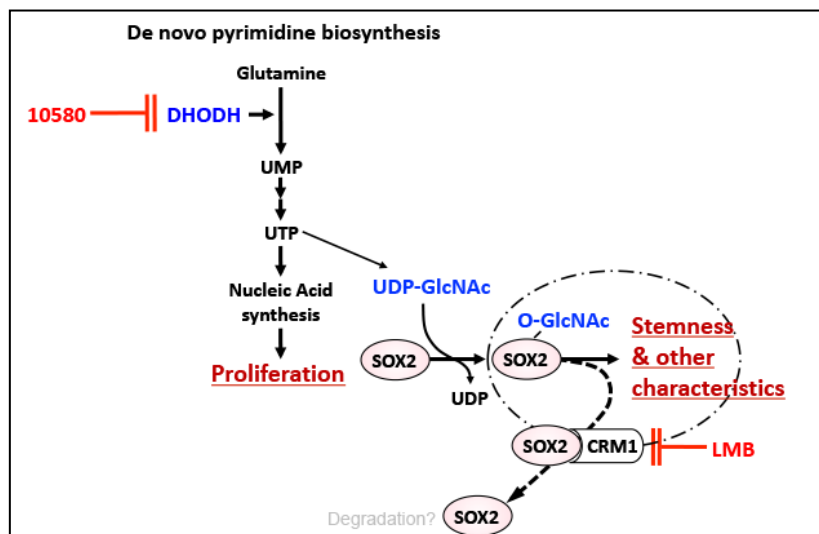 De novo pyrimidine biosynthesis
Glutamine
10580
DHODH
UMP
UTP
Nucleic Acid
synthesis
Proliferation
UDP-GlcNAc
SOX2
UDP
O-GlcNAc
SOX2
Stemness
& other
characteristics
SOX2
CRM1
LMB
Degradation?
SOX2